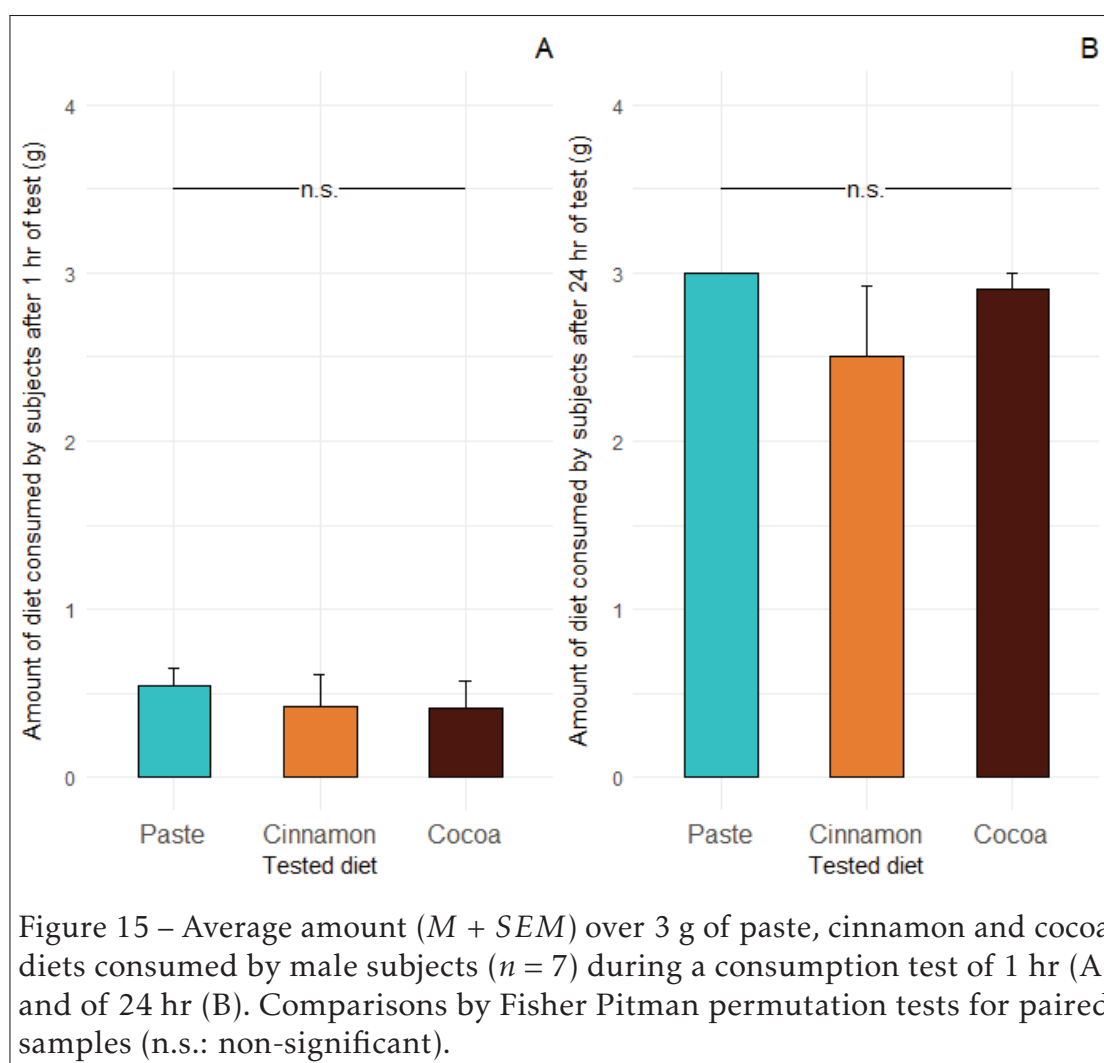 A
Amount of diet consumed by subjects after 1 hr of test (g)
4
3
2
1
0
n.s.
Paste Cinnamon Cocoa
Tested diet
B
Amount of diet consumed by subjects after 24 hr of test (g)
4
3
2
1
0
n.s.
Paste Cinnamon Cocoa
Tested diet
Figure 15 – Average amount (M + SEM) over 3 g of paste, cinnamon and cocoa
diets consumed by male subjects (n = 7) during a consumption test of 1 hr (A
and of 24 hr (B). Comparisons by Fisher Pitman permutation tests for paired
samples (n.s.: non-significant).